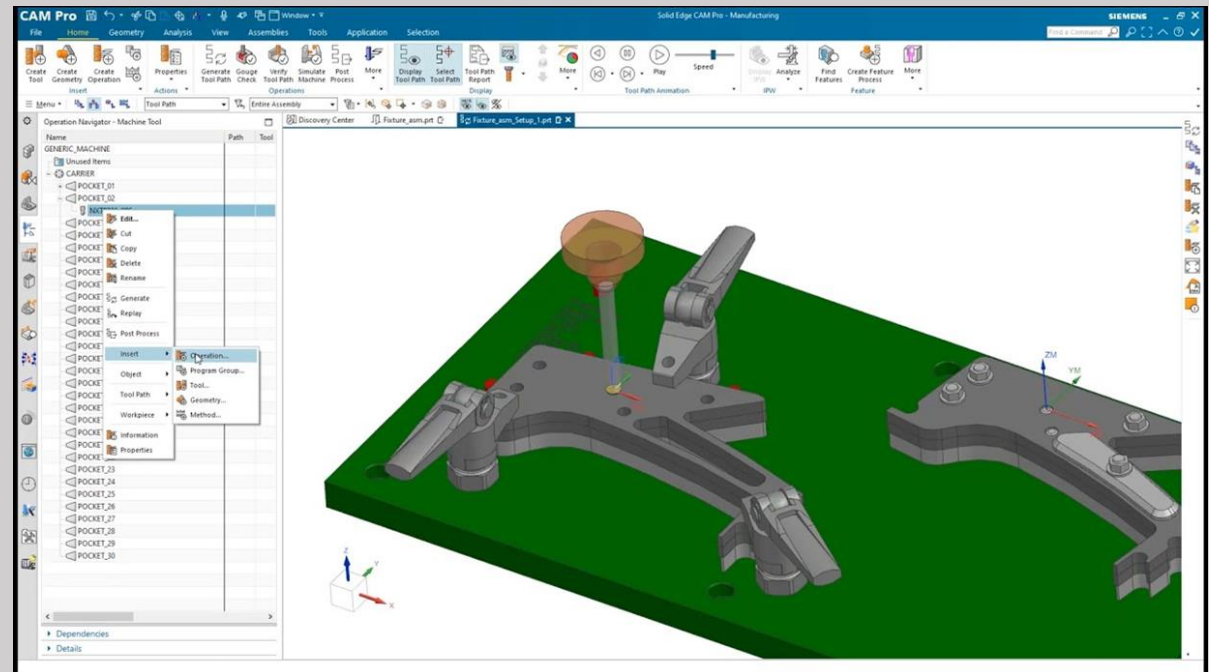 CAM Pro
Window
Solid Edge CAM Pro - Manufacturing
SIEMENS
File Home Geometry Analysis View Assemblies Tools Application Selection
Find a Command
Create Tool
Create Geometry
Create Operation
Properties
Generate Tool Path
Gouge Check
Verify Tool Path
Simulate Machine
Post Process
More
Display Tool Path
Select Tool Path
Tool Path Report
More
Play
Speed
Display IPW
Analyze
Find Features
Create Feature Process
More
Insert
Actions
Operations
Display
Tool Path Animation
IPW
Feature
Menu
Tool Path
Entire Assembly
Operation Navigator - Machine Tool
Discovery Center
Fixture_asm.prt
Fixture_asm_Setup_1.prt
Name Path Tool
GENERIC_MACHINE
Unused Items
CARRIER
POCKET_01
POCKET_02
Edit...
Cut
Copy
Delete
Rename
Generate
Replay
Post Process
Insert
Object
Tool Path
Workpiece
Information
Properties
Operation...
Program Group...
Tool...
Geometry...
Method...
POCKET_23
POCKET_24
POCKET_25
POCKET_26
POCKET_27
POCKET_28
POCKET_29
POCKET_30
Dependencies
Details
ZM
YM
Z
Y
X